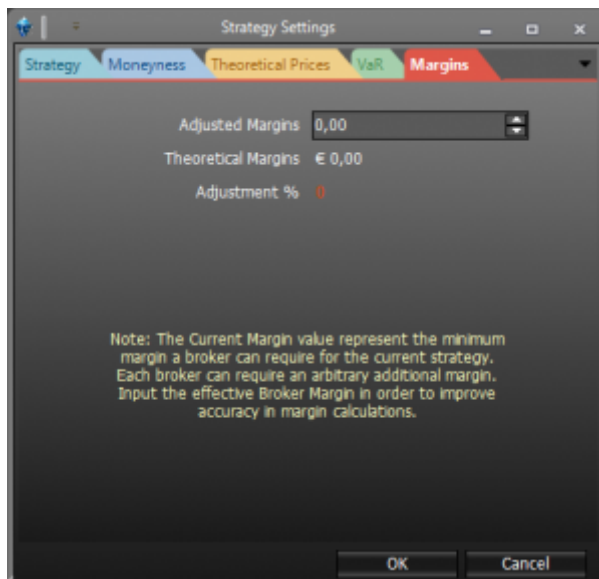 Strategy Settings
Strategy Moneyness Theoretical Prices VaR Margins
Adjusted Margins 0,00
Theoretical Margins € 0,00
Adjustment % 0
Note: The Current Margin value represent the minimum
margin a broker can require for the current strategy.
Each broker can require an arbitrary additional margin.
Input the effective Broker Margin in order to improve
accuracy in margin calculations.
OK Cancel